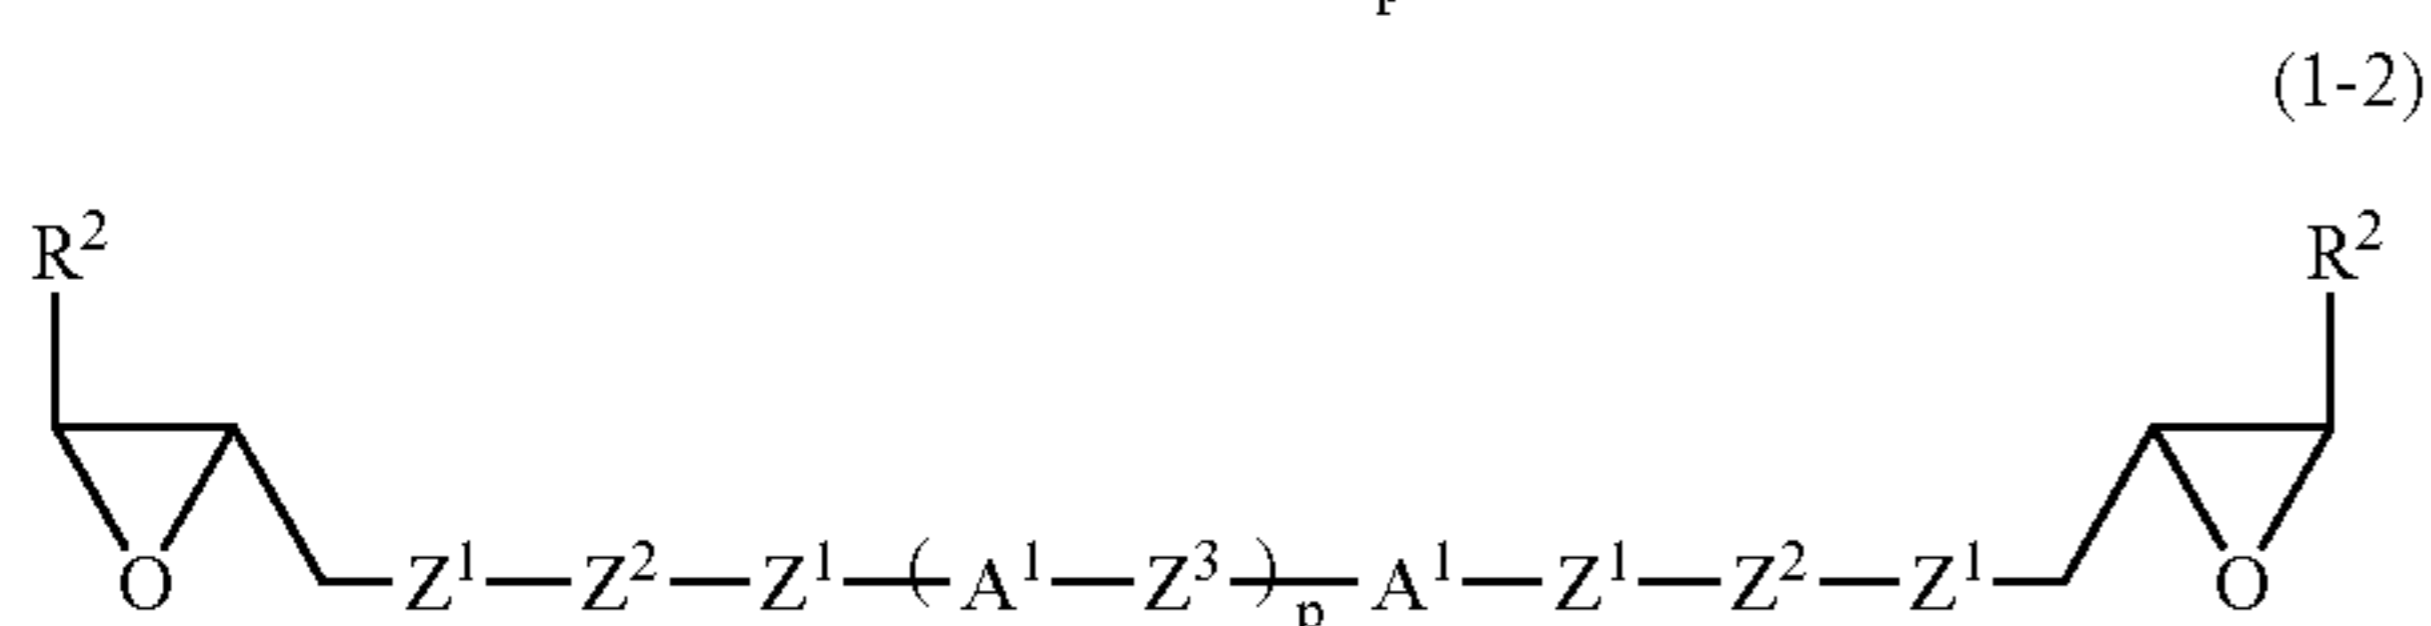 p
(1-2)
R² R²
O Z¹—Z²—Z¹—(A¹—Z³)p—A¹—Z¹—Z²—Z¹ O